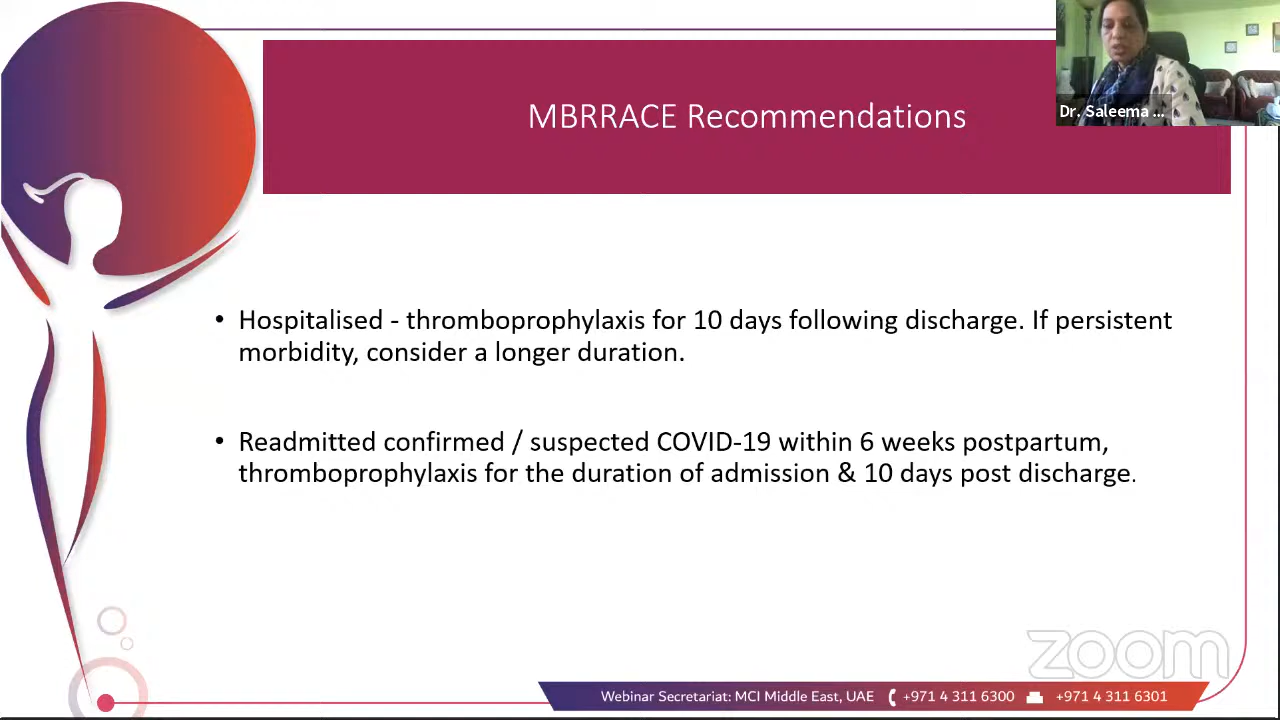 MBRRACE Recommendations
Dr. Saleema ...
• Hospitalised - thromboprophylaxis for 10 days following discharge. If persistent
morbidity, consider a longer duration.
• Readmitted confirmed / suspected COVID-19 within 6 weeks postpartum,
thromboprophylaxis for the duration of admission & 10 days post discharge.
zoom
Webinar Secretariat: MCI Middle East, UAE +971 4 311 6300 +971 4 311 6301